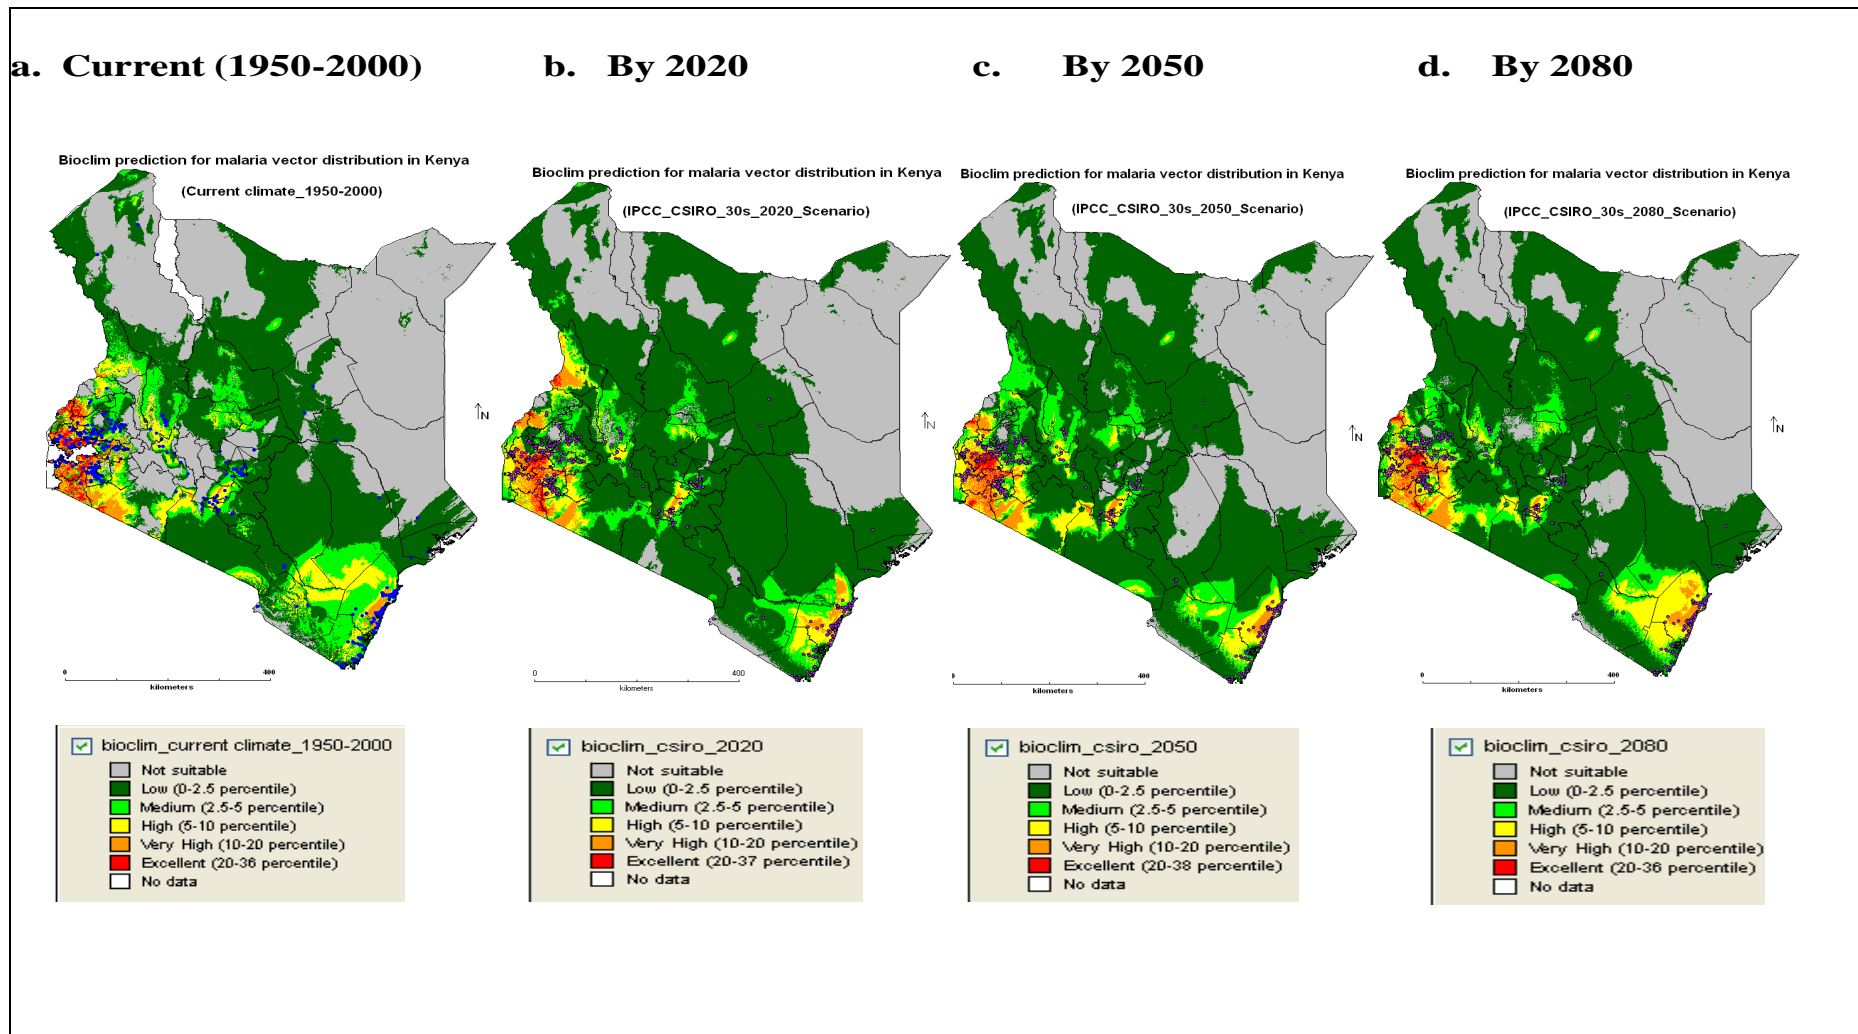 a. Current (1950-2000)
b. By 2020
c. By 2050
d. By 2080
Bioclim prediction for malaria vector distribution in Kenya
(Current climate_1950-2000)
N
0 400
kilometers
Bioclim prediction for malaria vector distribution in Kenya
(IPCC_CSIRO_30s_2020_Scenario)
N
0 400
kilometers
Bioclim prediction for malaria vector distribution in Kenya
(IPCC_CSIRO_30s_2050_Scenario)
N
0 400
kilometers
Bioclim prediction for malaria vector distribution in Kenya
(IPCC_CSIRO_30s_2080_Scenario)
N
0 400
kilometers
bioclim_current climate_1950-2000
Not suitable
Low (0-2.5 percentile)
Medium (2.5-5 percentile)
High (5-10 percentile)
Very High (10-20 percentile)
Excellent (20-36 percentile)
No data
bioclim_csiro_2020
Not suitable
Low (0-2.5 percentile)
Medium (2.5-5 percentile)
High (5-10 percentile)
Very High (10-20 percentile)
Excellent (20-37 percentile)
No data
bioclim_csiro_2050
Not suitable
Low (0-2.5 percentile)
Medium (2.5-5 percentile)
High (5-10 percentile)
Very High (10-20 percentile)
Excellent (20-38 percentile)
No data
bioclim_csiro_2080
Not suitable
Low (0-2.5 percentile)
Medium (2.5-5 percentile)
High (5-10 percentile)
Very High (10-20 percentile)
Excellent (20-36 percentile)
No data